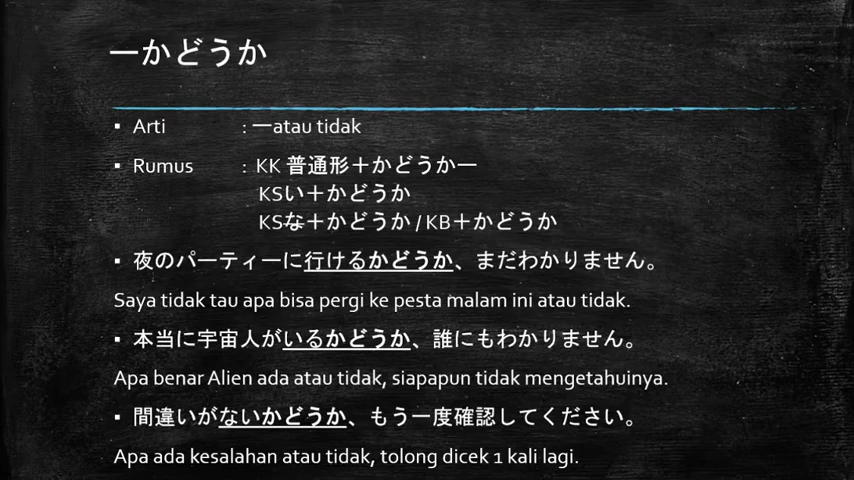 一かどうか
▪ Arti : 一atau tidak
▪ Rumus : KK 普通形＋かどうか一
KSい＋かどうか
KSな＋かどうか / KB＋かどうか
▪ 夜のパーティーに行けるかどうか、まだわかりません。
Saya tidak tau apa bisa pergi ke pesta malam ini atau tidak.
▪ 本当に宇宙人がいるかどうか、誰にもわかりません。
Apa benar Alien ada atau tidak, siapapun tidak mengetahuinya.
▪ 間違いがないかどうか、もう一度確認してください。
Apa ada kesalahan atau tidak, tolong dicek 1 kali lagi.